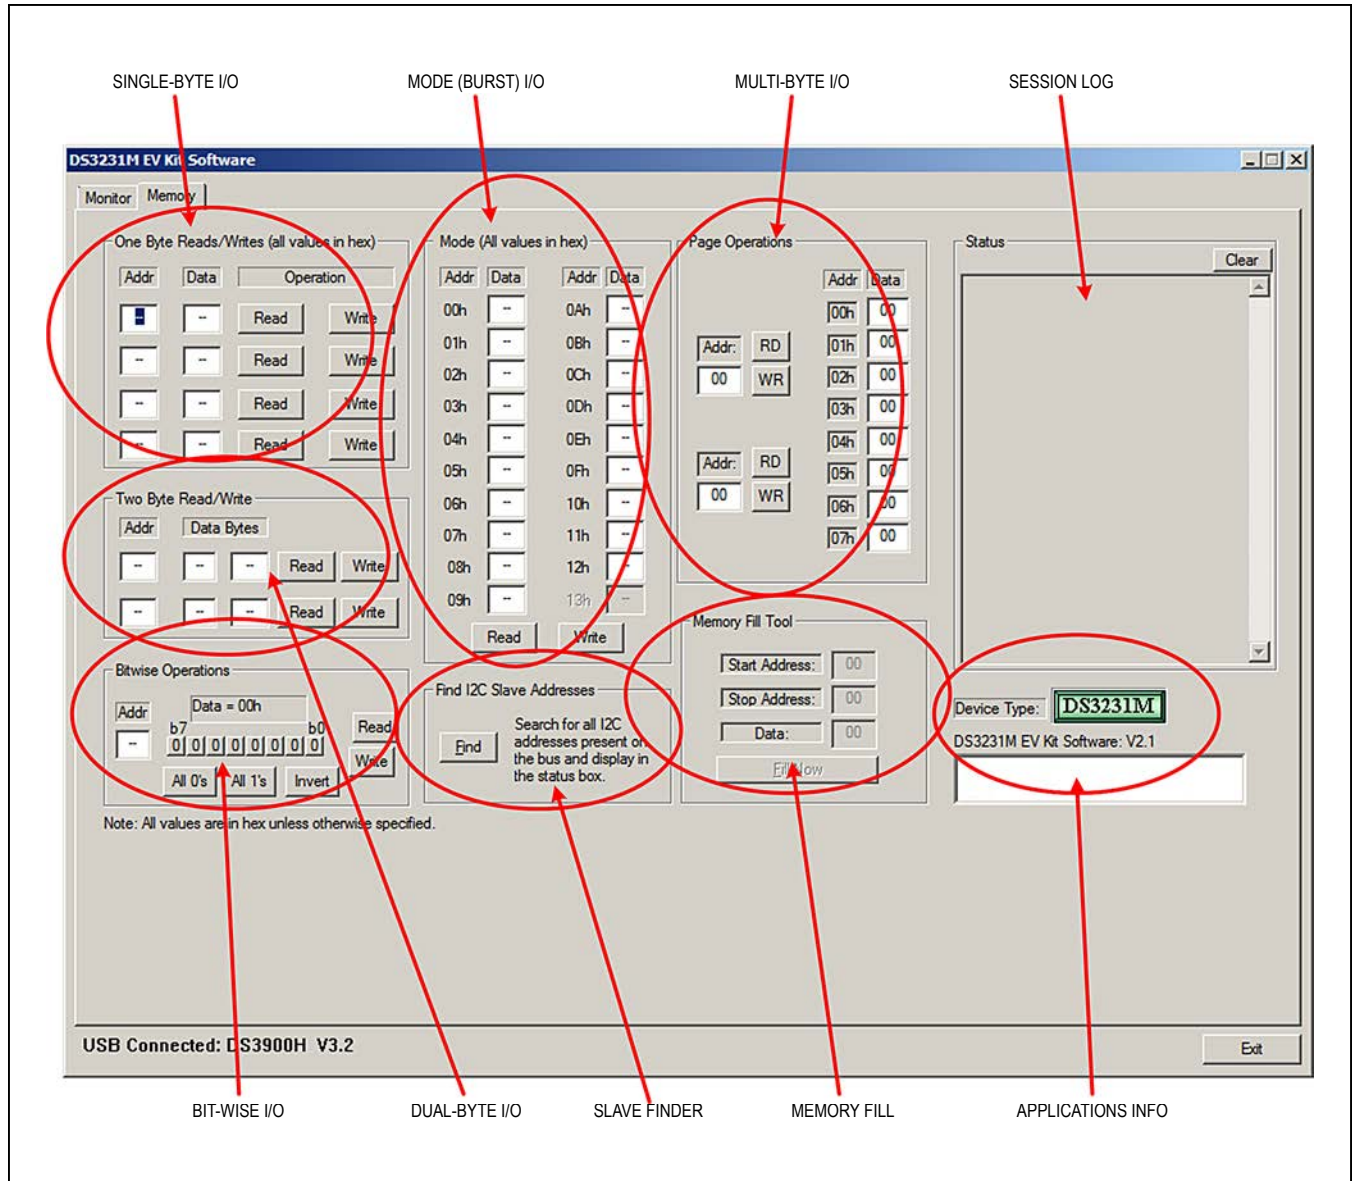 SINGLE-BYTE I/O MODE (BURST) I/O MULTI-BYTE I/O SESSION LOG
DS3231M EV Kit Software
Monitor Memory
One Byte Reads/Writes (all values in hex)
Addr Data Operation
-- -- Read Write
-- -- Read Write
-- -- Read Write
-- -- Read Write
Two Byte Read/Write
Addr Data Bytes
-- -- -- Read Write
-- -- -- Read Write
Bitwise Operations
Addr Data = 00h
b7 b0 Read
-- 0 0 0 0 0 0 0 0 Write
All 0's All 1's Invert
Note: All values are in hex unless otherwise specified.
Mode (All values in hex)
Addr Data Addr Data
00h -- 0Ah --
01h -- 0Bh --
02h -- 0Ch --
03h -- 0Dh --
04h -- 0Eh --
05h -- 0Fh --
06h -- 10h --
07h -- 11h --
08h -- 12h --
09h -- 13h --
Read Write
Find I2C Slave Addresses
Find
Search for all I2C
addresses present on
the bus and display in
the status box.
Page Operations
Addr Data
00h 00
01h 00
02h 00
03h 00
04h 00
05h 00
06h 00
07h 00
Addr: RD
00 WR
Addr: RD
00 WR
Memory Fill Tool
Start Address: 00
Stop Address: 00
Data: 00
Fill Now
Status
Clear
Device Type: DS3231M
DS3231M EV Kit Software: V2.1
USB Connected: DS3900H V3.2
Exit
BIT-WISE I/O DUAL-BYTE I/O SLAVE FINDER MEMORY FILL APPLICATIONS INFO